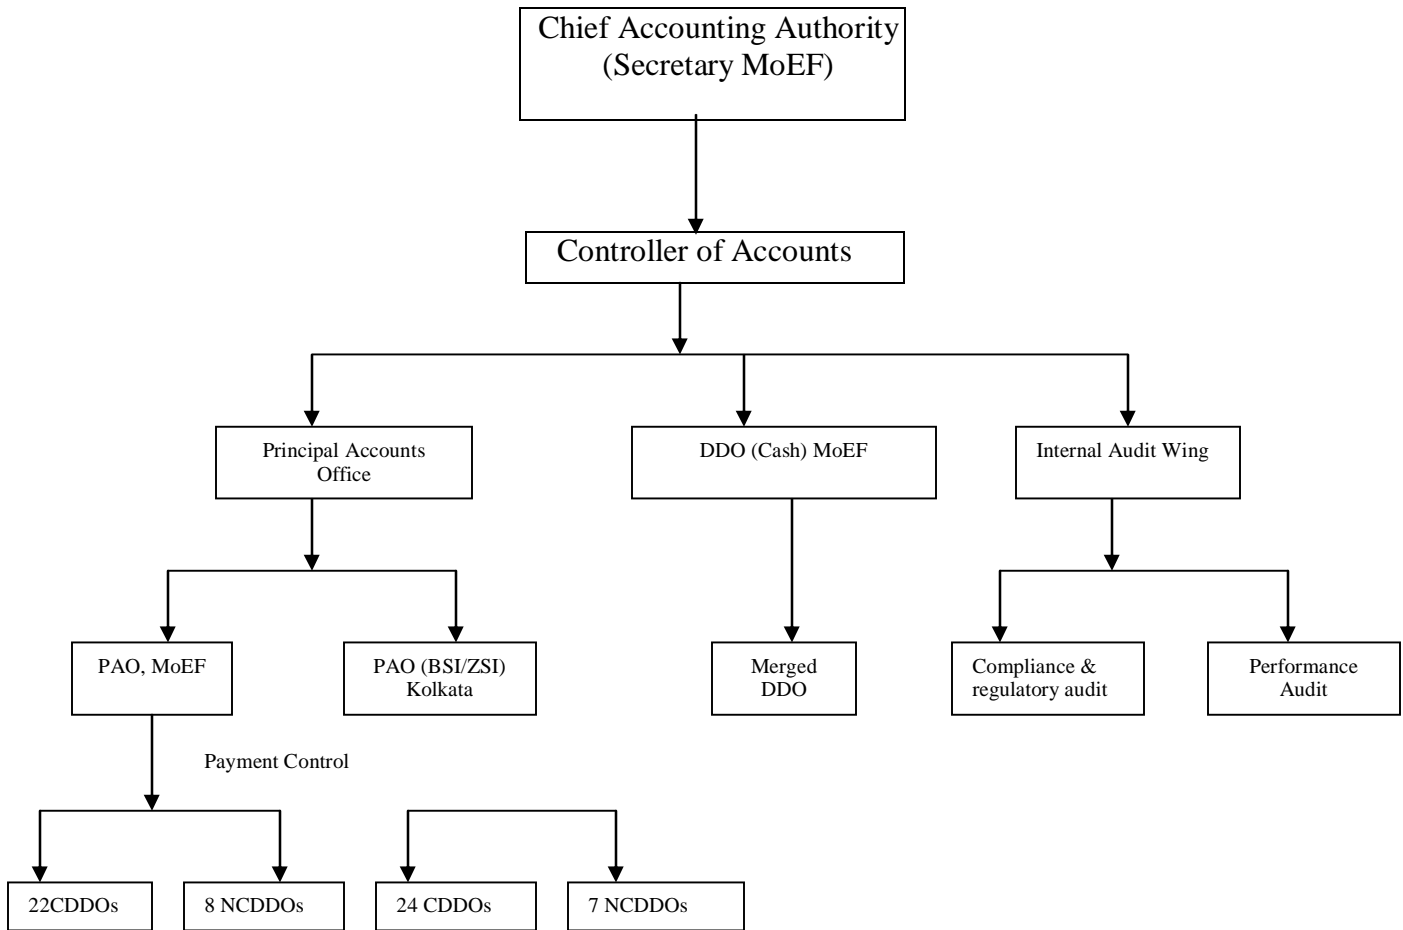 Chief Accounting Authority
(Secretary MoEF)
Controller of Accounts
Principal Accounts
Office
DDO (Cash) MoEF
Internal Audit Wing
PAO, MoEF
PAO (BSI/ZSI)
Kolkata
Merged
DDO
Compliance &
regulatory audit
Performance
Audit
Payment Control
22CDDOs
8 NCDDOs
24 CDDOs
7 NCDDOs